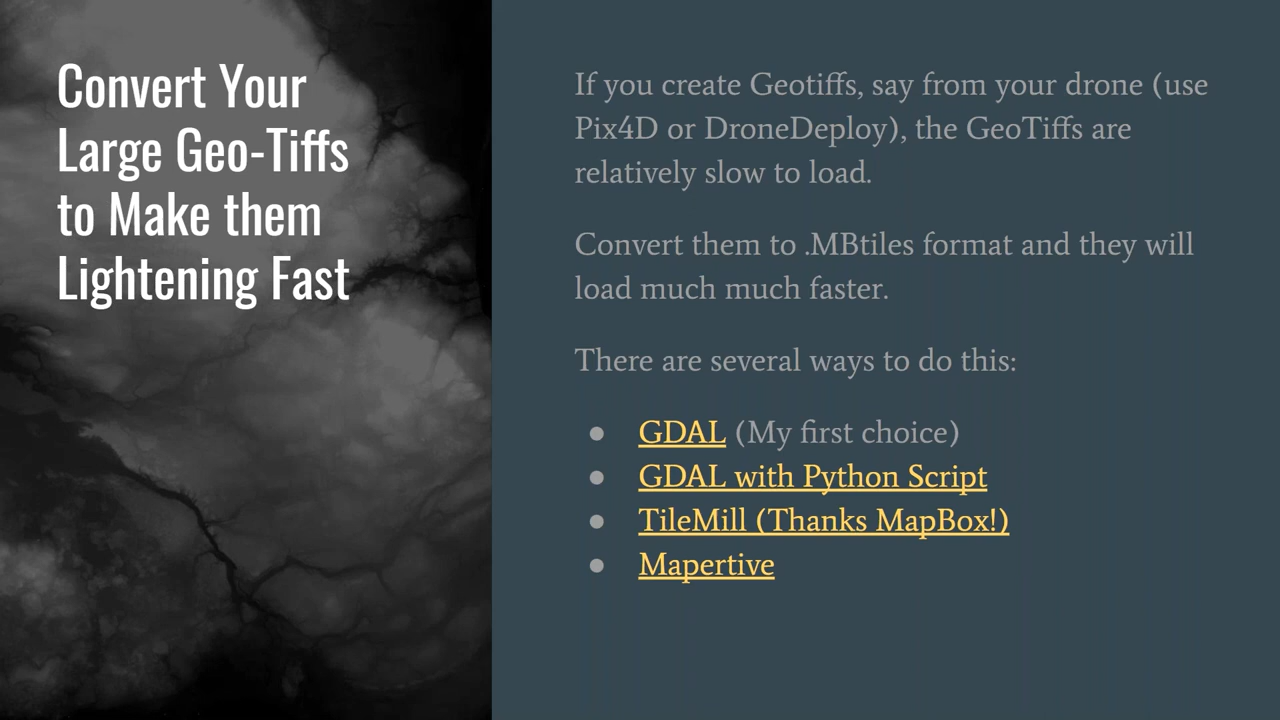 Convert Your
Large Geo-Tiffs
to Make them
Lightening Fast
If you create Geotiffs, say from your drone (use
Pix4D or DroneDeploy), the GeoTiffs are
relatively slow to load.
Convert them to .MBtiles format and they will
load much much faster.
There are several ways to do this:
● GDAL (My first choice)
● GDAL with Python Script
● TileMill (Thanks MapBox!)
● Mapertive